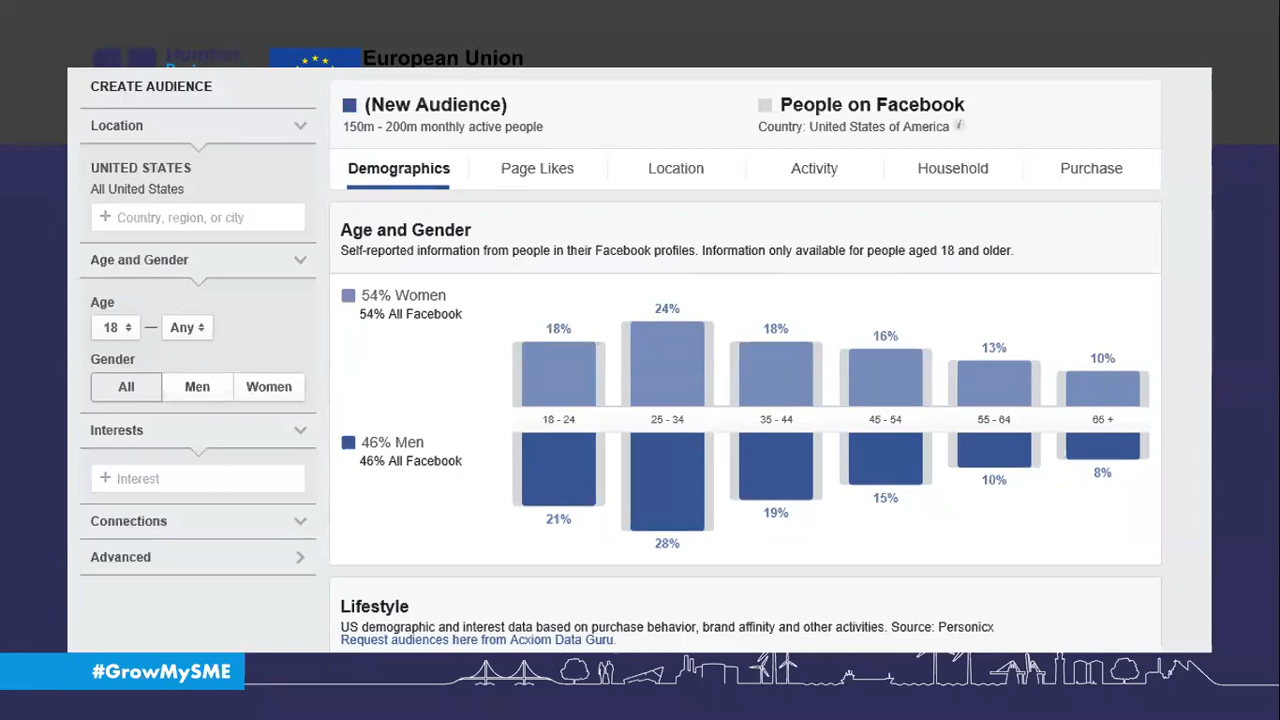 Humber
European Union
CREATE AUDIENCE
Location
UNITED STATES
All United States
+ Country, region, or city
Age and Gender
Age
18 — Any
Gender
All Men Women
Interests
+ Interest
Connections
Advanced
(New Audience)
150m - 200m monthly active people
People on Facebook
Country: United States of America i
Demographics Page Likes Location Activity Household Purchase
Age and Gender
Self-reported information from people in their Facebook profiles. Information only available for people aged 18 and older.
54% Women
54% All Facebook
18% 24% 18% 16% 13% 10%
18 - 24 25 - 34 35 - 44 45 - 54 55 - 64 65 +
46% Men
46% All Facebook
21% 28% 19% 15% 10% 8%
Lifestyle
US demographic and interest data based on purchase behavior, brand affinity and other activities. Source: Personicx
Request audiences here from Acxiom Data Guru.
#GrowMySME